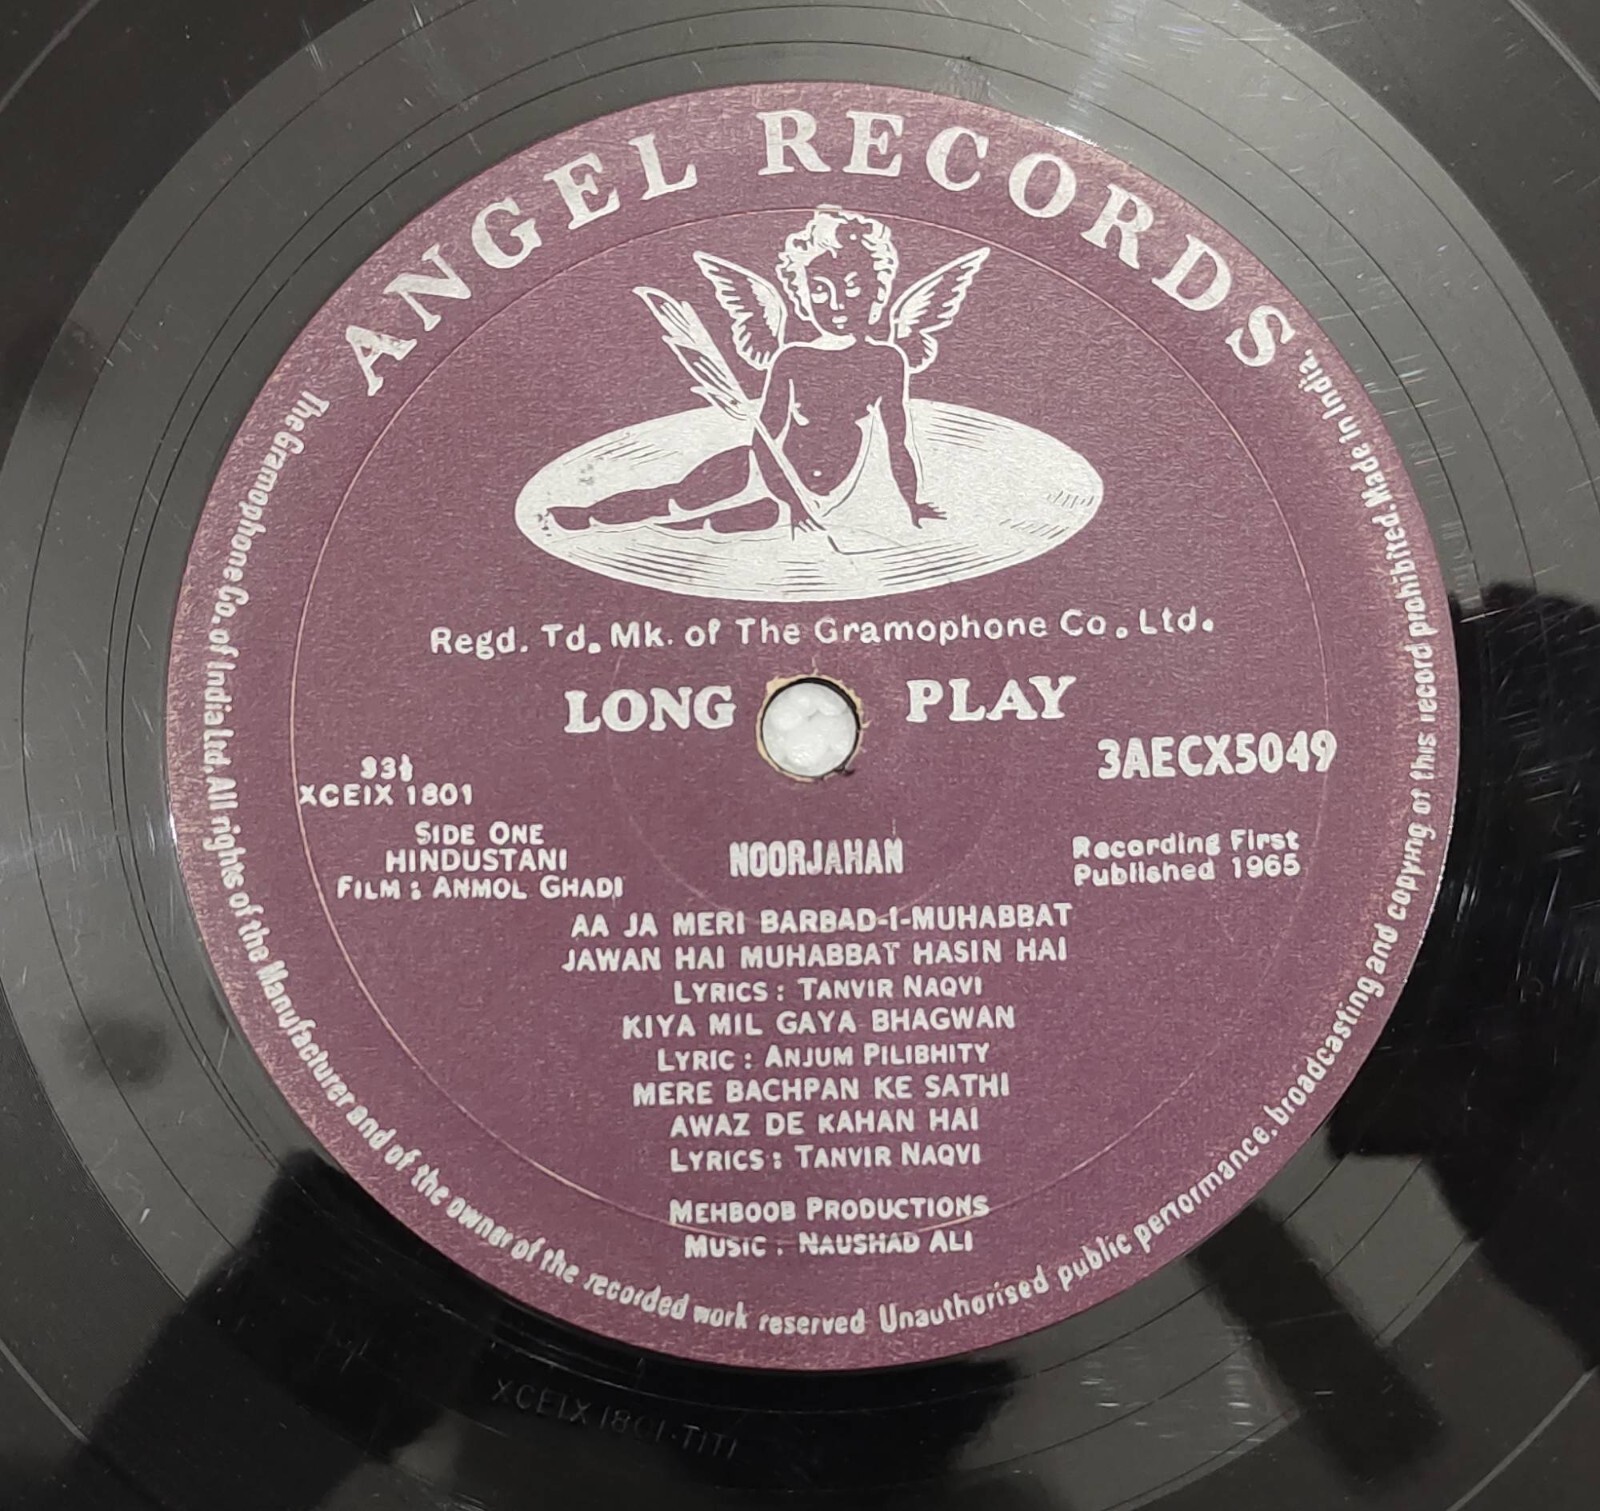 ANGEL RECORDS
Regd. Td. Mk. of The Gramophone Co. Ltd.
LONG PLAY
33⅓
XCEIX 1801
3AECX5049
SIDE ONE
HINDUSTANI
FILM : ANMOL GHADI
NOORJAHAN
Recording First
Published 1965
AA JA MERI BARBAD-I-MUHABBAT
JAWAN HAI MUHABBAT HASIN HAI
LYRICS : TANVIR NAQVI
KIYA MIL GAYA BHAGWAN
LYRIC : ANJUM PILIBHITY
MERE BACHPAN KE SATHI
AWAZ DE KAHAN HAI
LYRICS : TANVIR NAQVI
MEHBOOB PRODUCTIONS
MUSIC : NAUSHAD ALI
The Gramophone Co. of India Ltd. All rights of the Manufacturer and of the owner of the recorded work reserved Unauthorised public performance, broadcasting and copying of this record prohibited. Made in India.
XCEIX 1801-T1T1